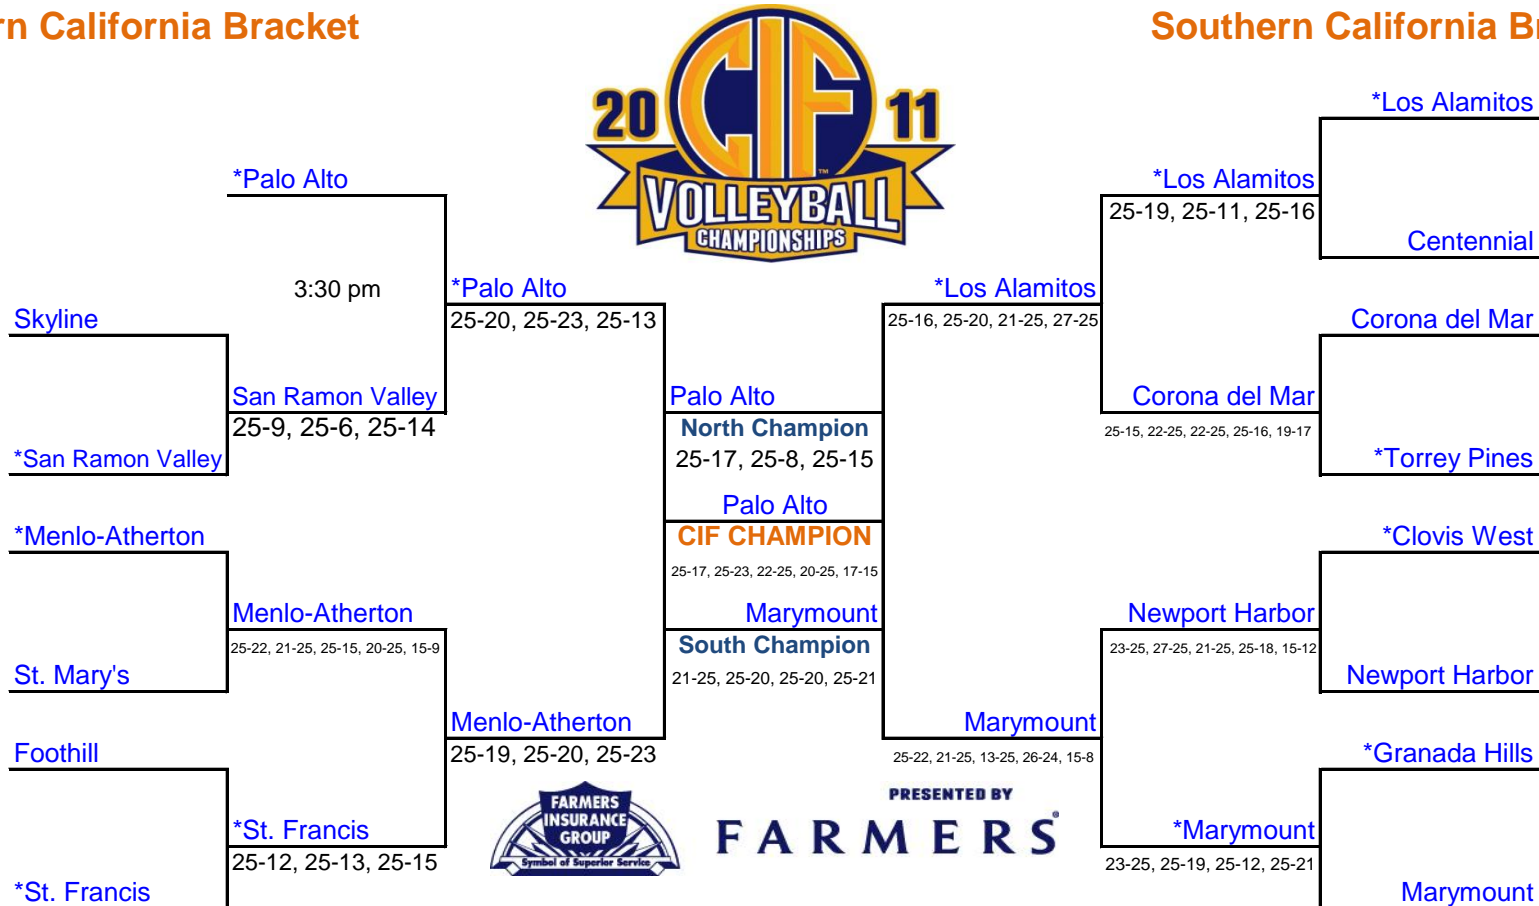 rn California Bracket
Southern California Br
20 CIF 11
TM
VOLLEYBALL
CHAMPIONSHIPS
*Los Alamitos
*Palo Alto
*Los Alamitos
25-19, 25-11, 25-16
Centennial
3:30 pm
*Palo Alto
*Los Alamitos
Skyline
25-20, 25-23, 25-13
25-16, 25-20, 21-25, 27-25
Corona del Mar
San Ramon Valley
Palo Alto
Corona del Mar
25-9, 25-6, 25-14
North Champion
25-15, 22-25, 22-25, 25-16, 19-17
*San Ramon Valley
25-17, 25-8, 25-15
*Torrey Pines
Palo Alto
*Menlo-Atherton
CIF CHAMPION
*Clovis West
25-17, 25-23, 22-25, 20-25, 17-15
Menlo-Atherton
Marymount
Newport Harbor
25-22, 21-25, 25-15, 20-25, 15-9
South Champion
23-25, 27-25, 21-25, 25-18, 15-12
St. Mary's
21-25, 25-20, 25-20, 25-21
Newport Harbor
Menlo-Atherton
Marymount
Foothill
25-19, 25-20, 25-23
25-22, 21-25, 13-25, 26-24, 15-8
*Granada Hills
FARMERS
INSURANCE
GROUP
Symbol of Superior Service
PRESENTED BY
FARMERS®
*St. Francis
*Marymount
25-12, 25-13, 25-15
23-25, 25-19, 25-12, 25-21
*St. Francis
Marymount